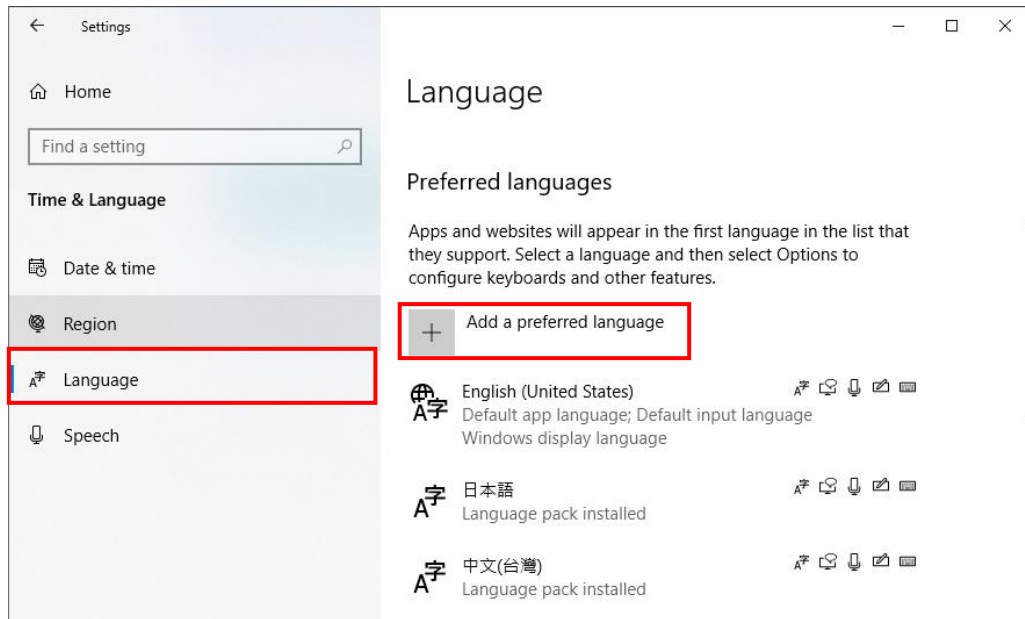 Settings
Home
Find a setting
Time & Language
Date & time
Region
Language
Speech
Language
Preferred languages
Apps and websites will appear in the first language in the list that
they support. Select a language and then select Options to
configure keyboards and other features.
Add a preferred language
English (United States)
Default app language; Default input language
Windows display language
日本語
Language pack installed
中文(台灣)
Language pack installed